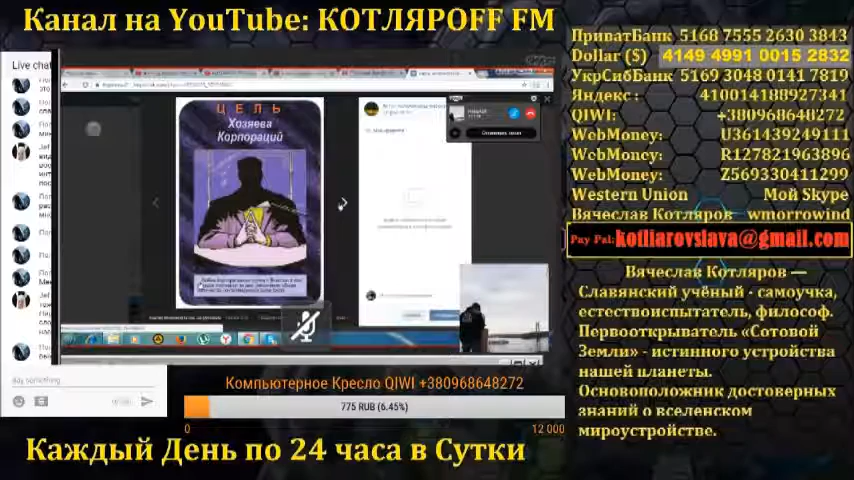 Канал на YouTube: КОТЛЯРОFF FM
Live chat
ЦЕЛЬ
Хозяева
Корпораций
Say something...
Компьютерное Кресло QIWI +380968648272
775 RUB (6.45%)
0
12 000
Каждый День по 24 часа в Сутки
ПриватБанк 5168 7555 2630 3843
Dollar ($) 4149 4991 0015 2832
УкрСибБанк 5169 3048 0141 7819
Яндекс : 410014188927341
QIWI: +380968648272
WebMoney: U361439249111
WebMoney: R127821963896
WebMoney: Z569330411299
Western Union Мой Skype
Вячеслав Котляров wmorrowind
Pay Pal: kotliarovslava@gmail.com
Вячеслав Котляров —
Славянский учёный - самоучка,
естествоиспытатель, философ.
Первооткрыватель «Сотовой
Земли» - истинного устройства
нашей планеты.
Основоположник достоверных
знаний о вселенском
мироустройстве.